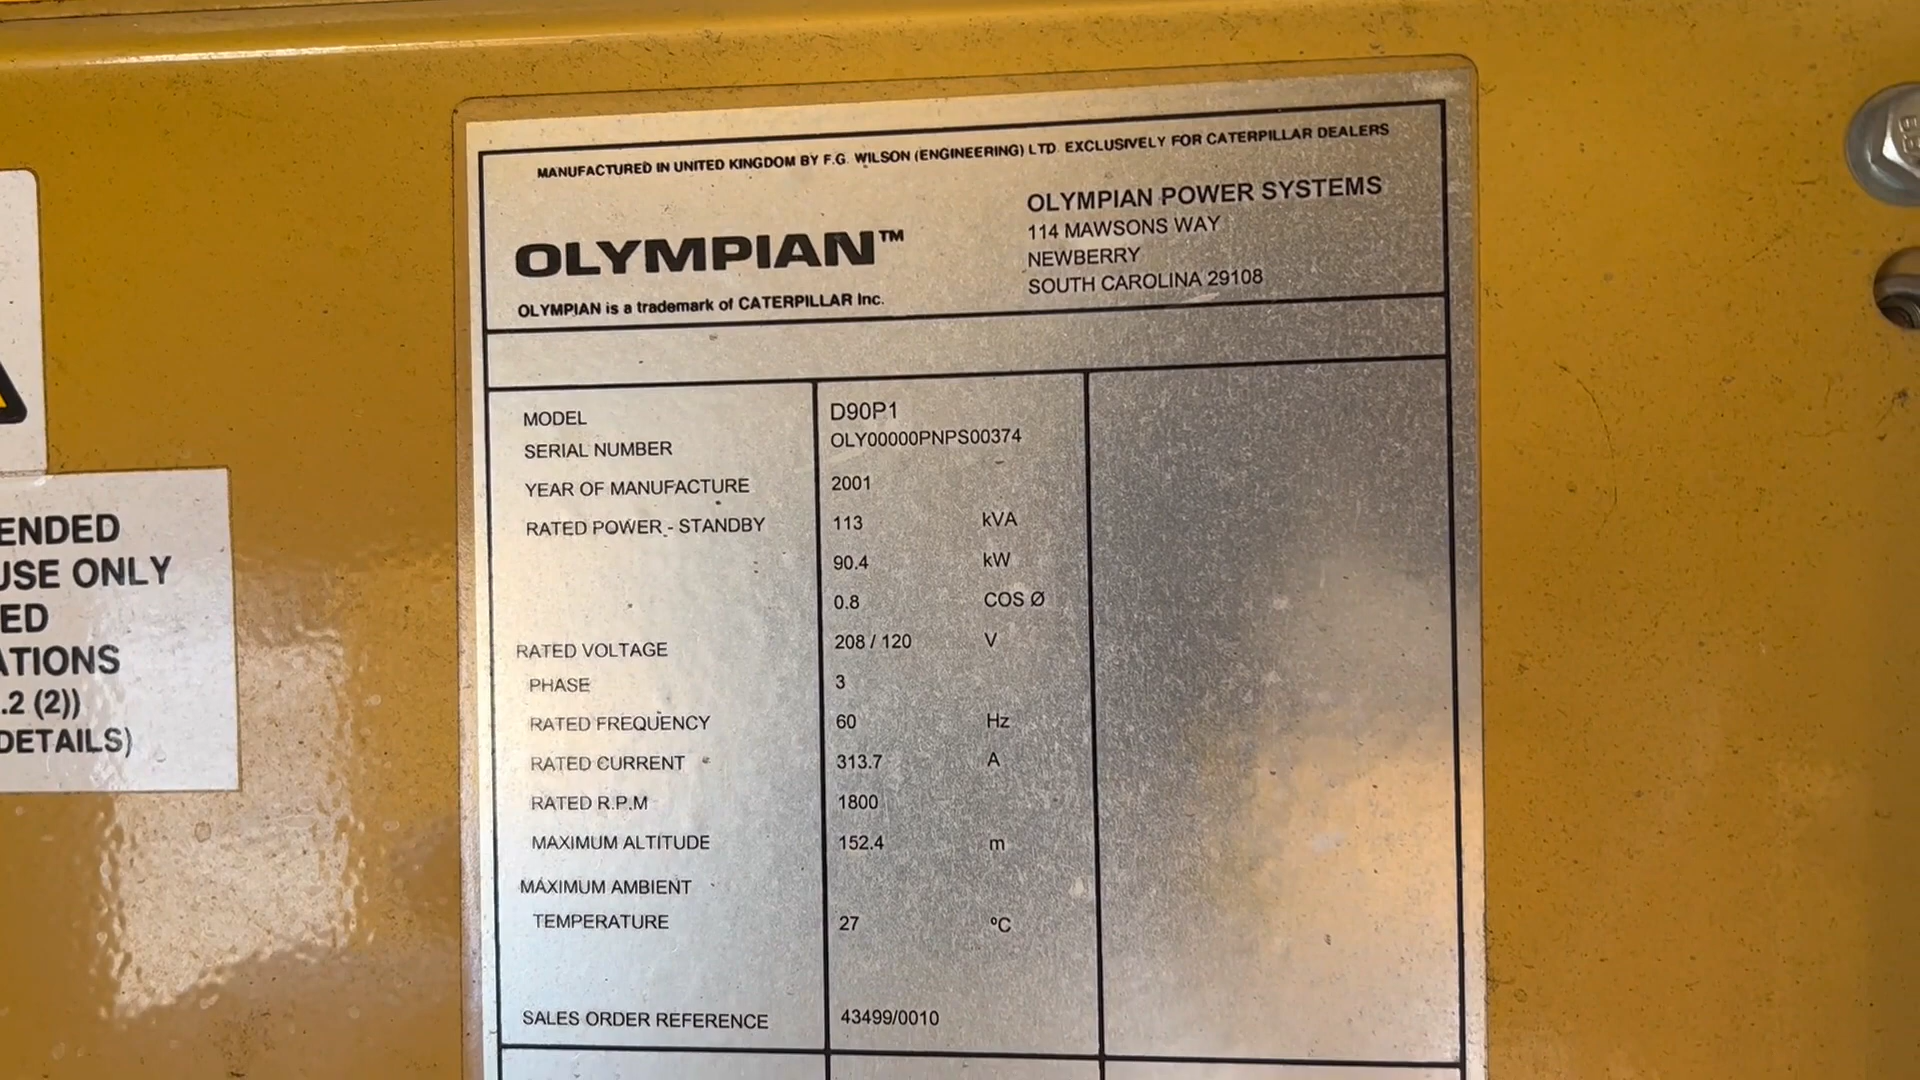 MANUFACTURED IN UNITED KINGDOM BY F.G. WILSON (ENGINEERING) LTD. EXCLUSIVELY FOR CATERPILLAR DEALERS
OLYMPIAN™
OLYMPIAN is a trademark of CATERPILLAR Inc.
OLYMPIAN POWER SYSTEMS
114 MAWSONS WAY
NEWBERRY
SOUTH CAROLINA 29108
MODEL D90P1
SERIAL NUMBER OLY00000PNPS00374
YEAR OF MANUFACTURE 2001
RATED POWER - STANDBY 113 kVA
90.4 kW
0.8 COS Ø
RATED VOLTAGE 208 / 120 V
PHASE 3
RATED FREQUENCY 60 Hz
RATED CURRENT 313.7 A
RATED R.P.M 1800
MAXIMUM ALTITUDE 152.4 m
MAXIMUM AMBIENT
TEMPERATURE 27 ºC
SALES ORDER REFERENCE 43499/0010
ENDED
USE ONLY
ED
ATIONS
.2 (2))
DETAILS)